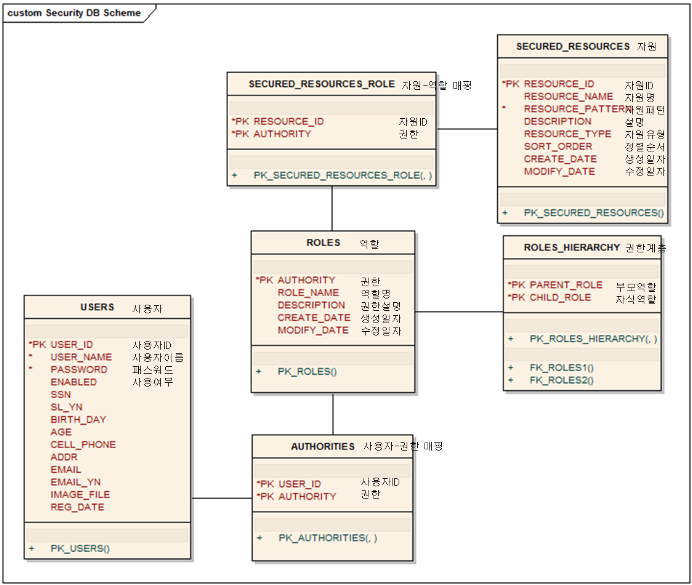 custom Security DB Scheme
SECURED_RESOURCES 자원
*PK RESOURCE_ID 자원ID
RESOURCE_NAME 자원명
* RESOURCE_PATTERN 자원패턴
DESCRIPTION 설명
RESOURCE_TYPE 자원유형
SORT_ORDER 정렬순서
CREATE_DATE 생성일자
MODIFY_DATE 수정일자
+ PK_SECURED_RESOURCES()
SECURED_RESOURCES_ROLE 자원-역할 매핑
*PK RESOURCE_ID 자원ID
*PK AUTHORITY 권한
+ PK_SECURED_RESOURCES_ROLE(, )
ROLES 역할
*PK AUTHORITY 권한
ROLE_NAME 역할명
DESCRIPTION 권한설명
CREATE_DATE 생성일자
MODIFY_DATE 수정일자
+ PK_ROLES()
ROLES_HIERARCHY 권한계층
*PK PARENT_ROLE 부모역할
*PK CHILD_ROLE 자식역할
+ PK_ROLES_HIERARCHY(, )
+ FK_ROLES1()
+ FK_ROLES2()
USERS 사용자
*PK USER_ID 사용자ID
* USER_NAME 사용자이름
* PASSWORD 패스워드
ENABLED 사용여부
SSN
SL_YN
BIRTH_DAY
AGE
CELL_PHONE
ADDR
EMAIL
EMAIL_YN
IMAGE_FILE
REG_DATE
+ PK_USERS()
AUTHORITIES 사용자-권한 매핑
*PK USER_ID 사용자ID
*PK AUTHORITY 권한
+ PK_AUTHORITIES(, )